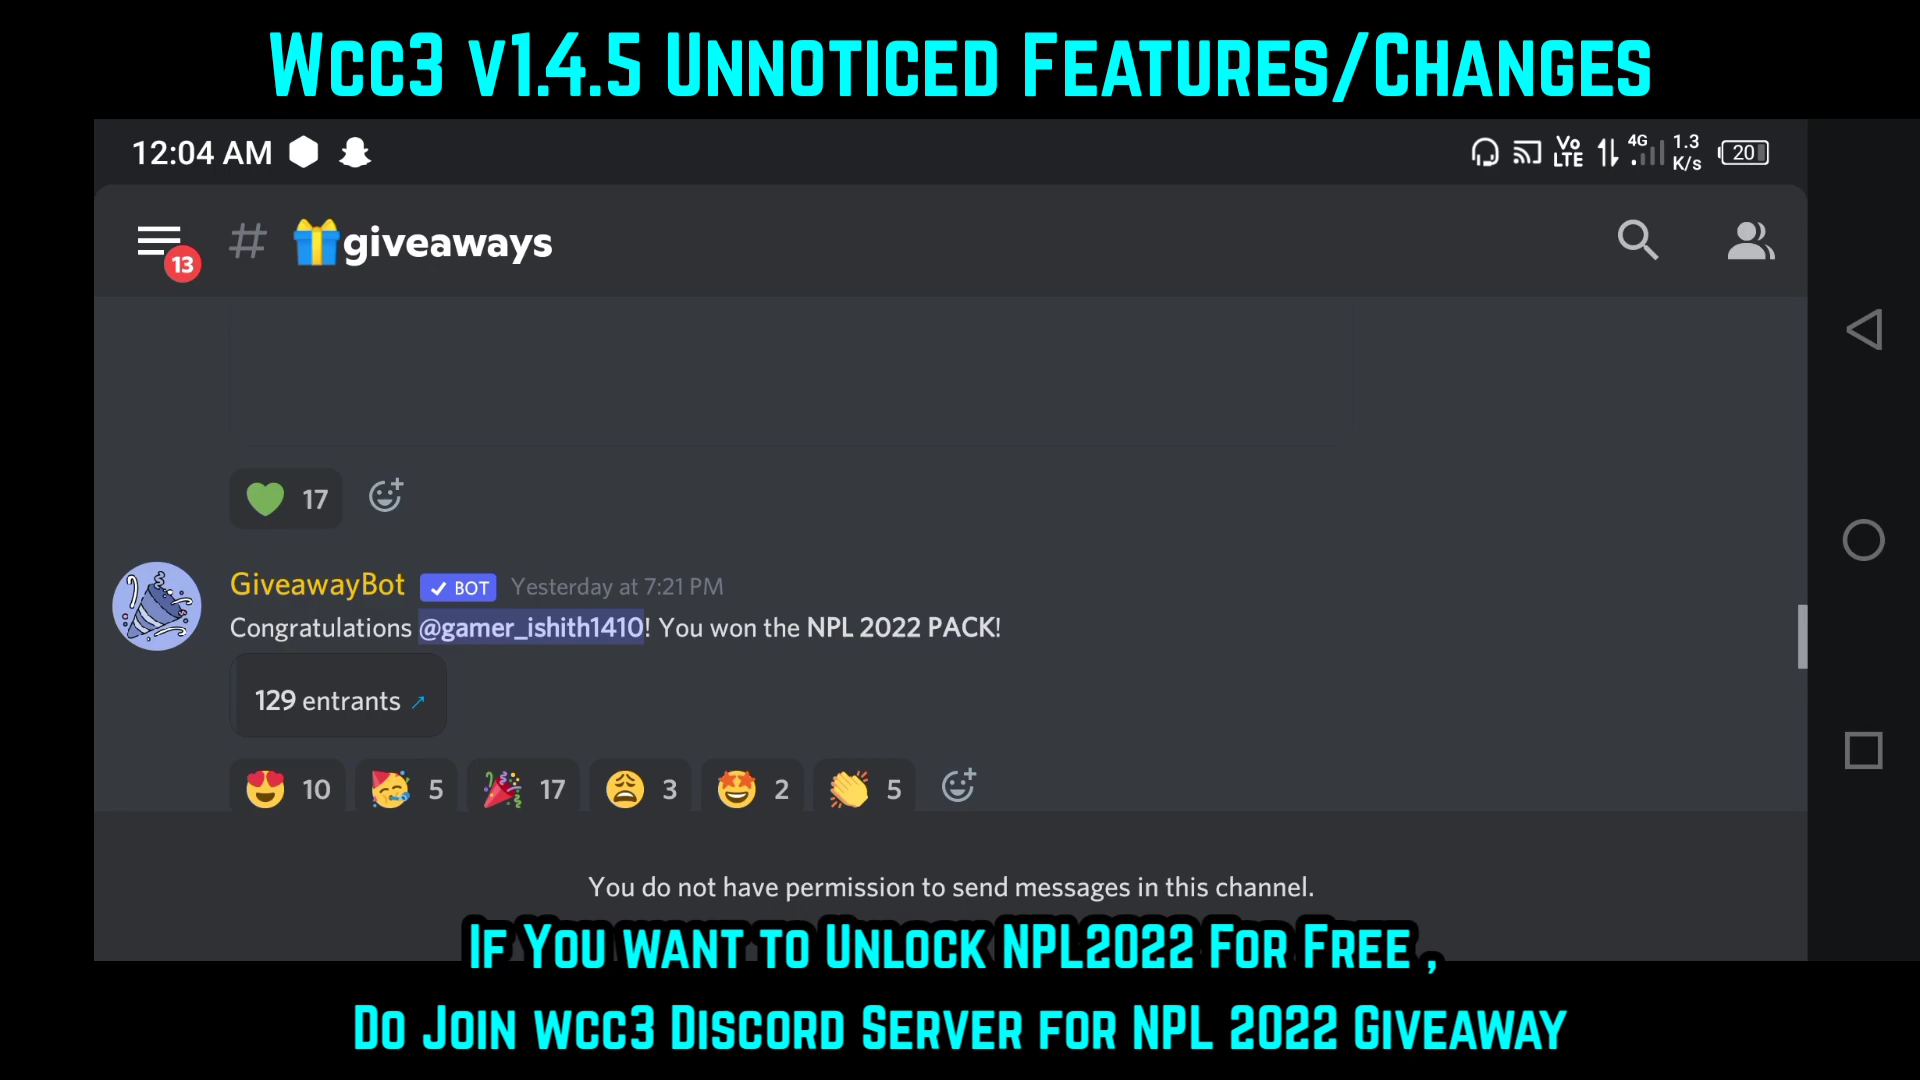 Wcc3 v1.4.5 Unnoticed Features/Changes
12:04 AM Vo LTE 4G 1.3 K/s 20
13 # giveaways
17
GiveawayBot BOT Yesterday at 7:21 PM
Congratulations @gamer_ishith1410! You won the NPL 2022 PACK!
129 entrants
10 5 17 3 2 5
You do not have permission to send messages in this channel.
If You want to Unlock NPL2022 For Free ,
Do Join wcc3 Discord Server for NPL 2022 Giveaway